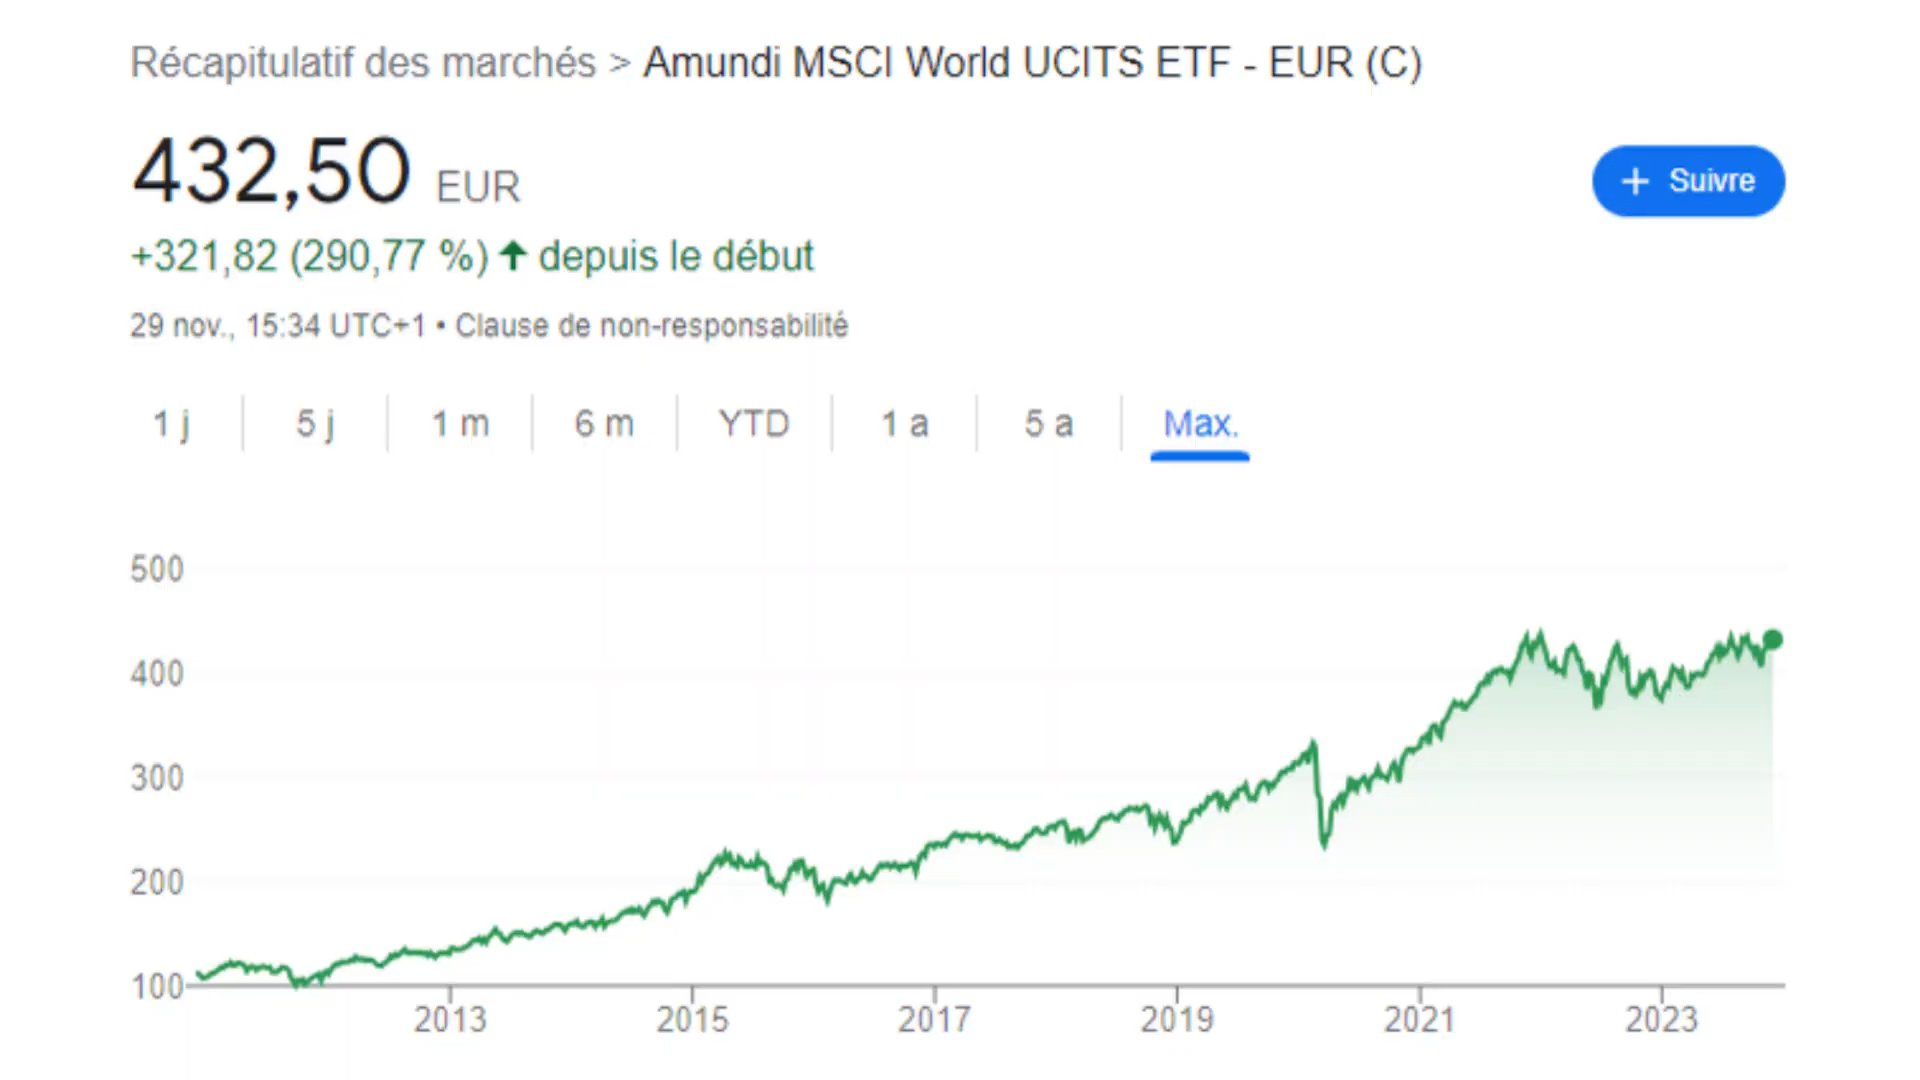 Récapitulatif des marchés > Amundi MSCI World UCITS ETF - EUR (C)
432,50 EUR
+ Suivre
+321,82 (290,77 %) ↑ depuis le début
29 nov., 15:34 UTC+1 • Clause de non-responsabilité
1 j 5 j 1 m 6 m YTD 1 a 5 a Max.
500
400
300
200
100
2013 2015 2017 2019 2021 2023